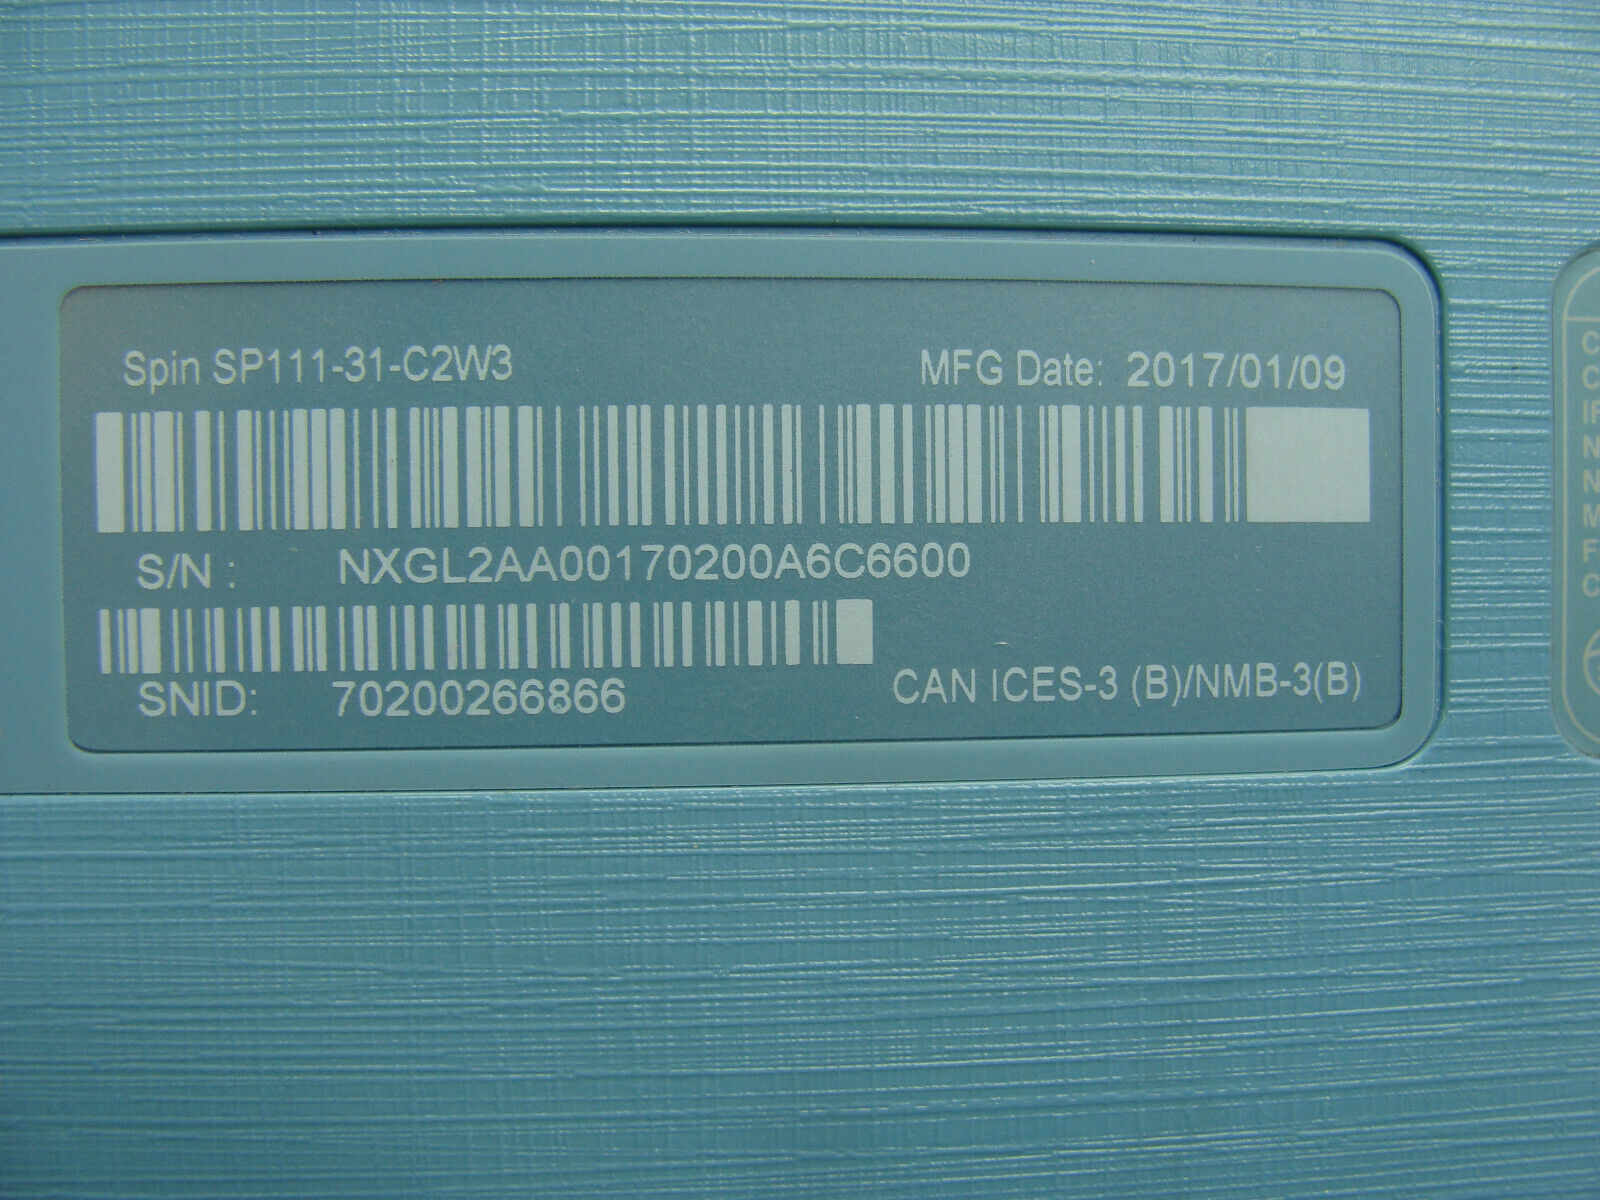 Spin SP111-31-C2W3 MFG Date: 2017/01/09
S/N : NXGL2AA00170200A6C6600
SNID: 70200266866
CAN ICES-3 (B)/NMB-3(B)